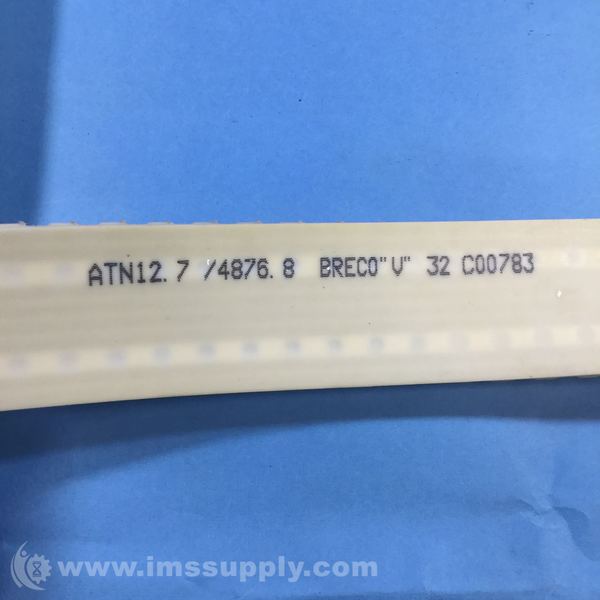 ATN12.7 /4876.8 BRECO"V" 32 C00783
www.imssupply.com